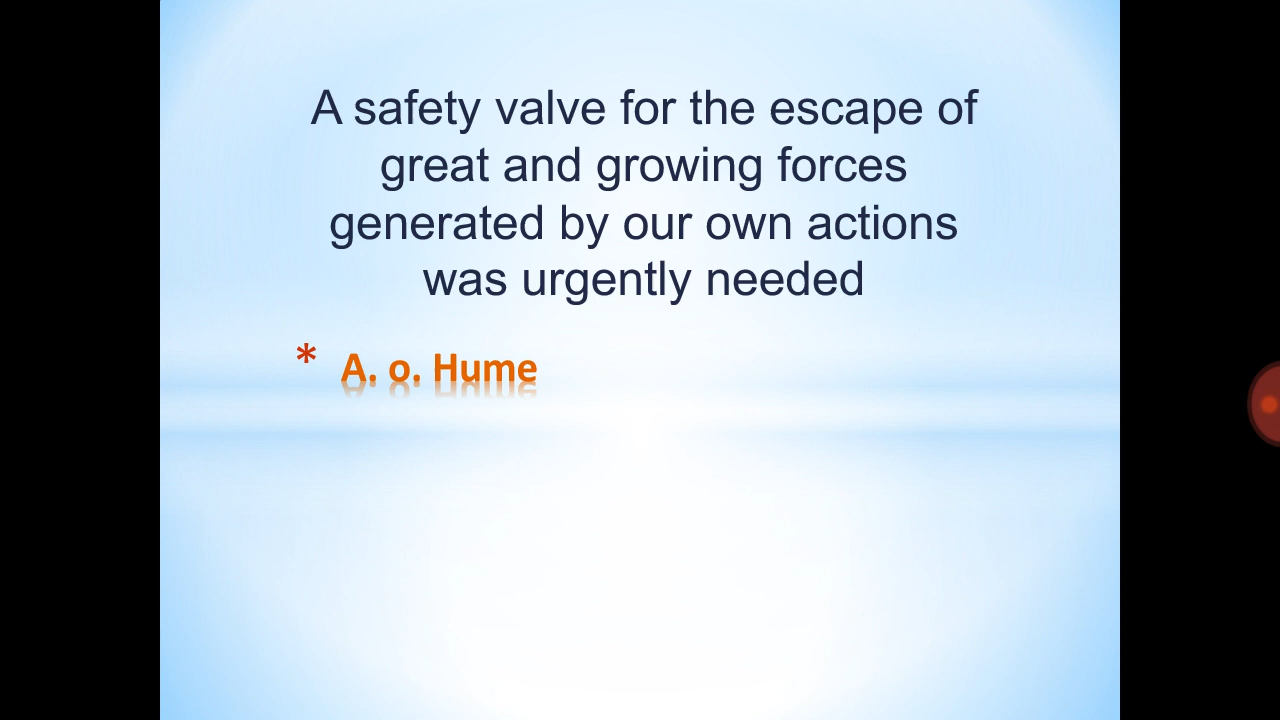 A safety valve for the escape of
great and growing forces
generated by our own actions
was urgently needed
* A. o. Hume